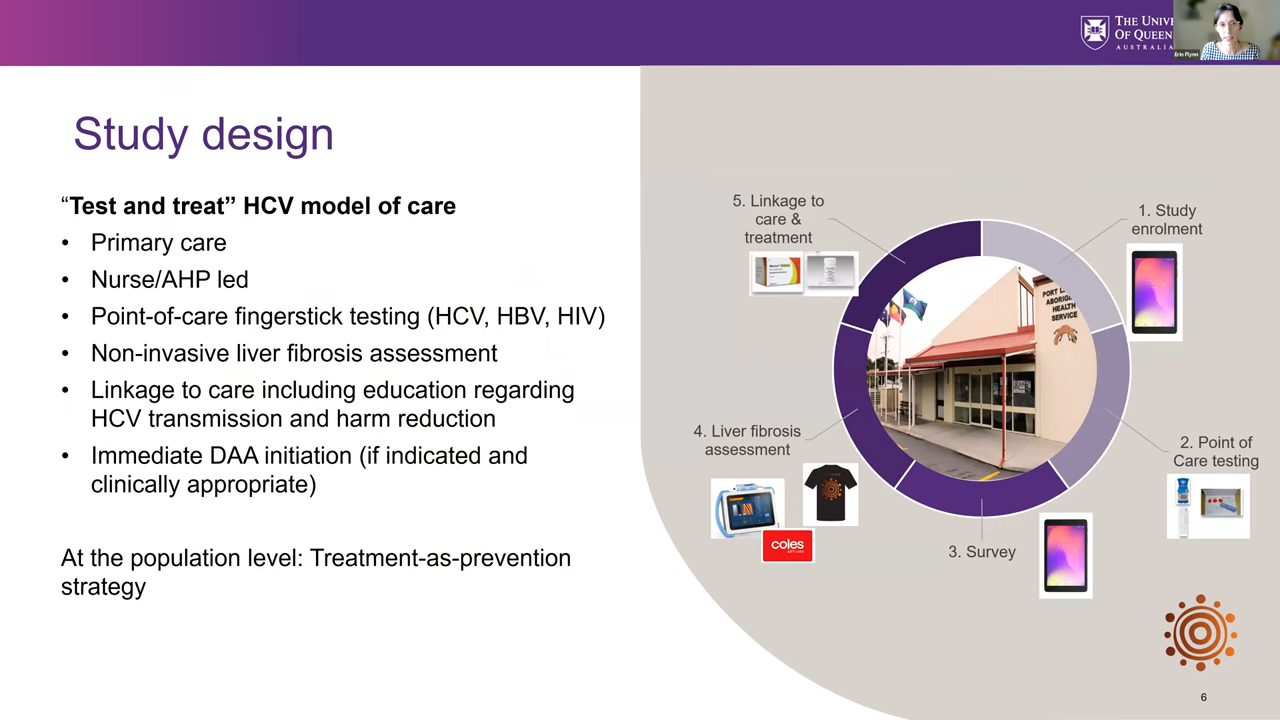 THE UNIVE
OF QUEEN
AUSTRALIA
Erin Flynn
Study design
“Test and treat” HCV model of care
• Primary care
• Nurse/AHP led
• Point-of-care fingerstick testing (HCV, HBV, HIV)
• Non-invasive liver fibrosis assessment
• Linkage to care including education regarding
HCV transmission and harm reduction
• Immediate DAA initiation (if indicated and
clinically appropriate)
At the population level: Treatment-as-prevention
strategy
5. Linkage to
care &
treatment
1. Study
enrolment
PORT L
ABORIG
HEALTH
SERVICE
4. Liver fibrosis
assessment
2. Point of
Care testing
coles
3. Survey
6